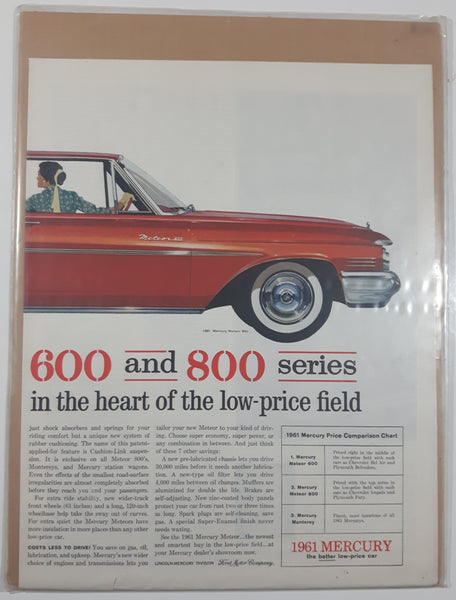 Meteor 800
1961 Mercury Meteor 800
600 and 800 series
in the heart of the low-price field
just shock absorbers and springs for your
riding comfort but a unique new system of
rubber cushioning. The name of this patent-
applied-for feature is Cushion-Link suspen-
sion. It is exclusive on all Meteor 800's,
Montereys, and Mercury station wagons.
Even the effects of the smallest road-surface
irregularities are almost completely absorbed
before they reach you and your passengers.
For extra ride stability, new wider-track
front wheels (61 inches) and a long, 120-inch
wheelbase help take the sway out of curves.
For extra quiet the Mercury Meteors have
more insulation in more places than any other
low-price car.
COSTS LESS TO DRIVE! You save on gas, oil,
lubrication, and upkeep. Mercury's new wider
choice of engines and transmissions lets you
tailor your new Meteor to your kind of driv-
ing. Choose super economy, super power, or
any combination in between. And just think
of these 7 other savings:
A new pre-lubricated chassis lets you drive
30,000 miles before it needs another lubrica-
tion. A new-type oil filter lets you drive
4,000 miles between oil changes. Mufflers are
aluminized for double the life. Brakes are
self-adjusting. New zinc-coated body panels
protect your car from rust two or three times
as long. Spark plugs are self-cleaning, save
gas. A special Super-Enamel finish never
needs waxing.
See the 1961 Mercury Meteor...the newest
and smartest buy in the low-price field...at
your Mercury dealer's showroom now.
LINCOLN-MERCURY DIVISION Ford Motor Company,
1961 Mercury Price Comparison Chart
1. Mercury Meteor 600
Priced right in the middle of
the low-price field with such
cars as Chevrolet Bel Air and
Plymouth Belvedere.
2. Mercury Meteor 800
Priced with the top series in
the low-price field with such
cars as Chevrolet Impala and
Plymouth Fury.
3. Mercury Monterey
Finest, most luxurious of all
1961 Mercurys.
1961 MERCURY
the better low-price car